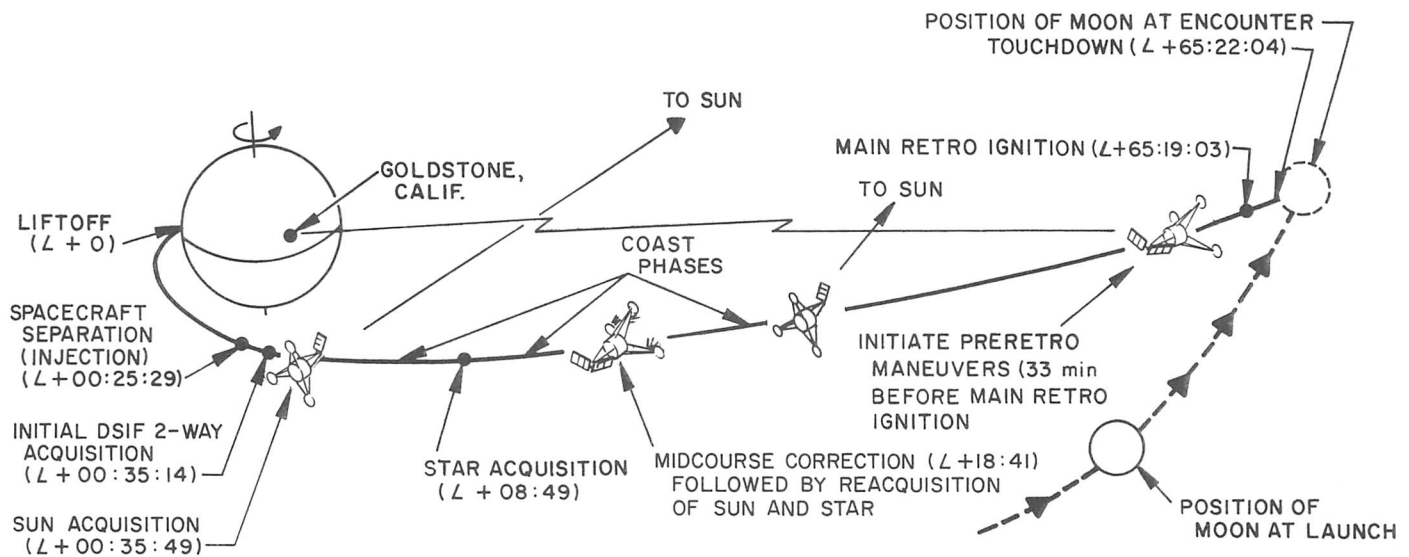 POSITION OF MOON AT ENCOUNTER
TOUCHDOWN (L +65:22:04)
TO SUN
MAIN RETRO IGNITION (L+65:19:03)
GOLDSTONE,
CALIF.
TO SUN
LIFTOFF
(L + 0)
COAST
PHASES
SPACECRAFT
SEPARATION
(INJECTION)
(L+00:25:29)
INITIATE PRERETRO
MANEUVERS (33 min
BEFORE MAIN RETRO
IGNITION
INITIAL DSIF 2-WAY
ACQUISITION
(L+00:35:14)
STAR ACQUISITION
(L + 08:49)
MIDCOURSE CORRECTION (L+18:41)
FOLLOWED BY REACQUISITION
OF SUN AND STAR
POSITION OF
MOON AT LAUNCH
SUN ACQUISITION
(L+00:35:49)